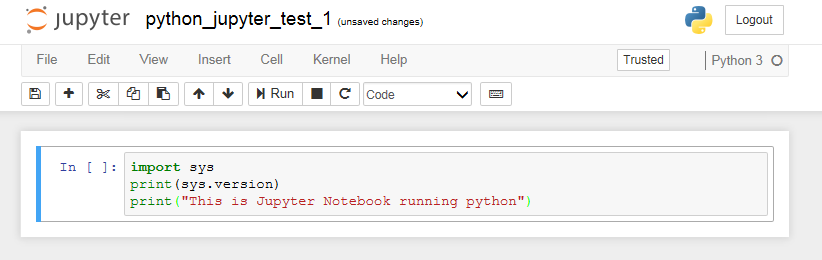 jupyter python_jupyter_test_1 (unsaved changes) Logout
File Edit View Insert Cell Kernel Help Trusted Python 3
Run Code
In [ ]: import sys
print(sys.version)
print("This is Jupyter Notebook running python")